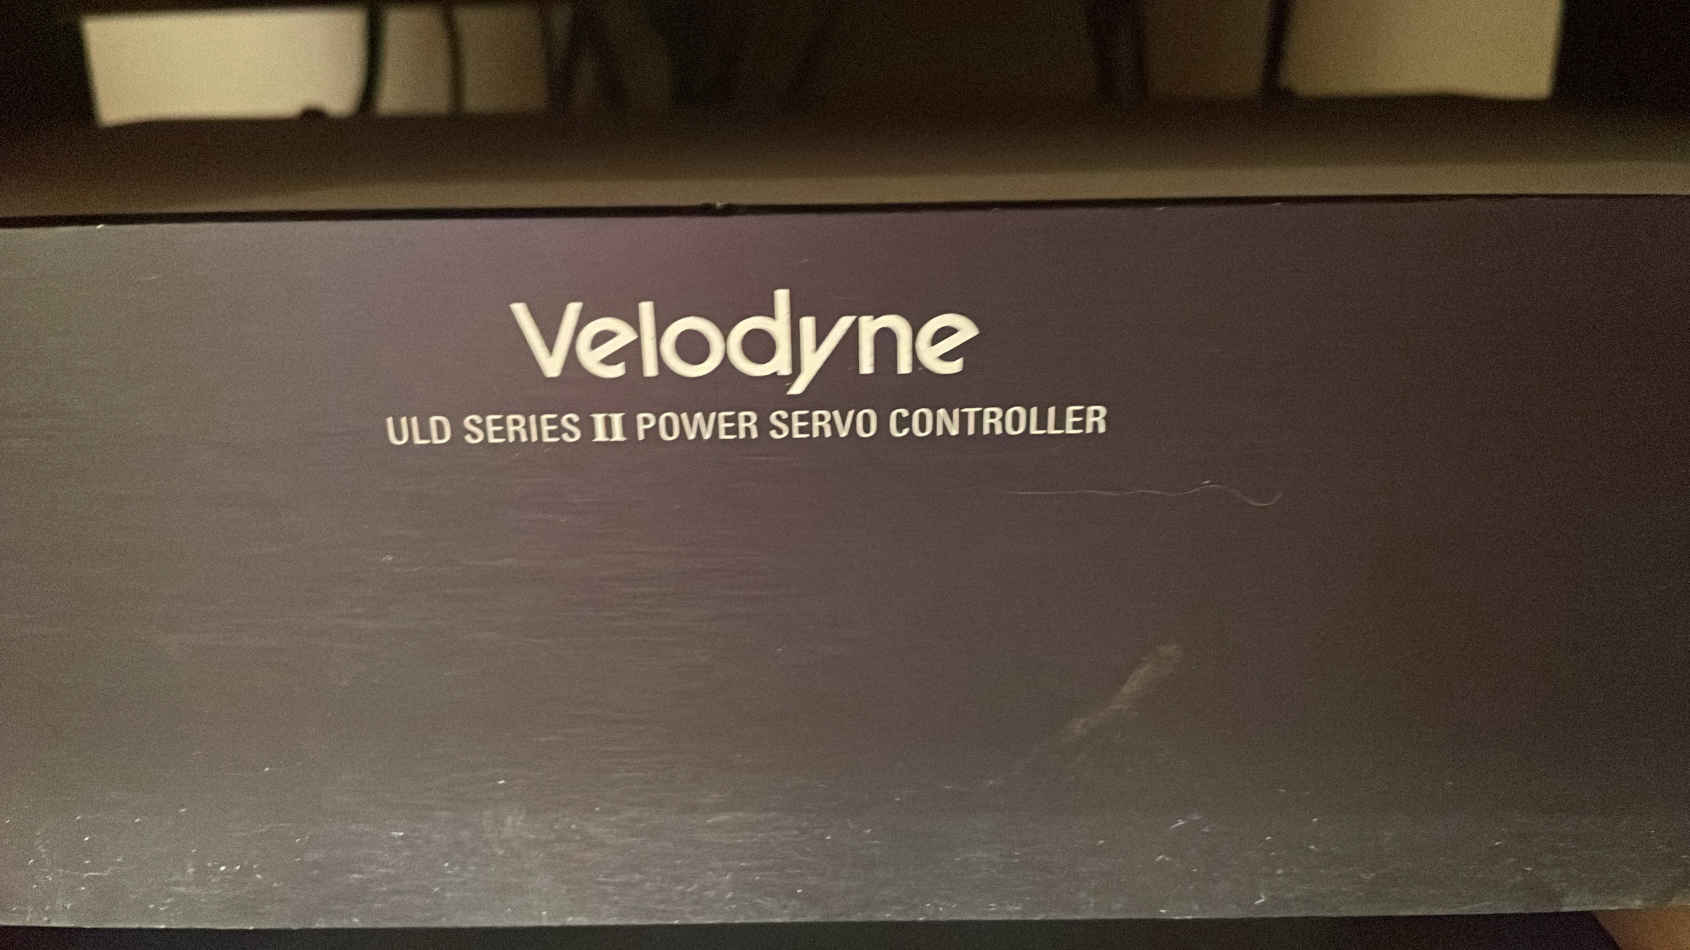 Velodyne
ULD SERIES II POWER SERVO CONTROLLER